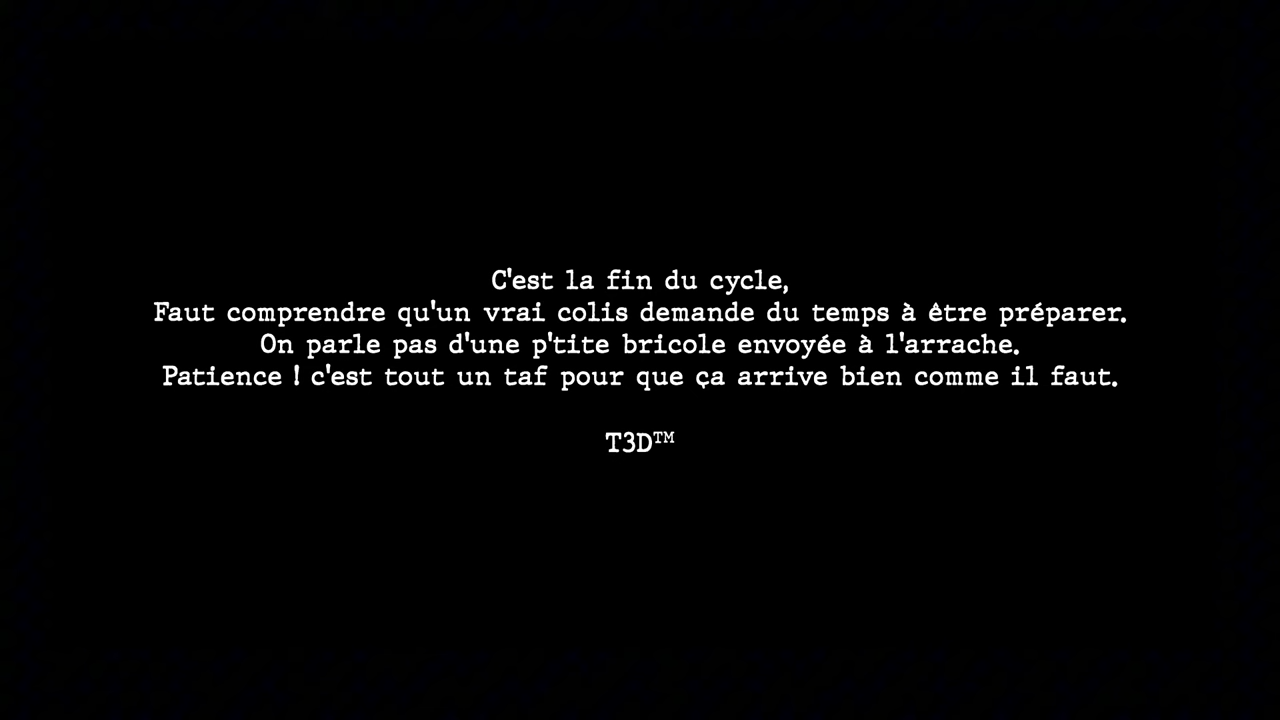 C'est la fin du cycle,
Faut comprendre qu'un vrai colis demande du temps à être préparer.
On parle pas d'une p'tite bricole envoyée à l'arrache.
Patience ! c'est tout un taf pour que ça arrive bien comme il faut.
T3D™